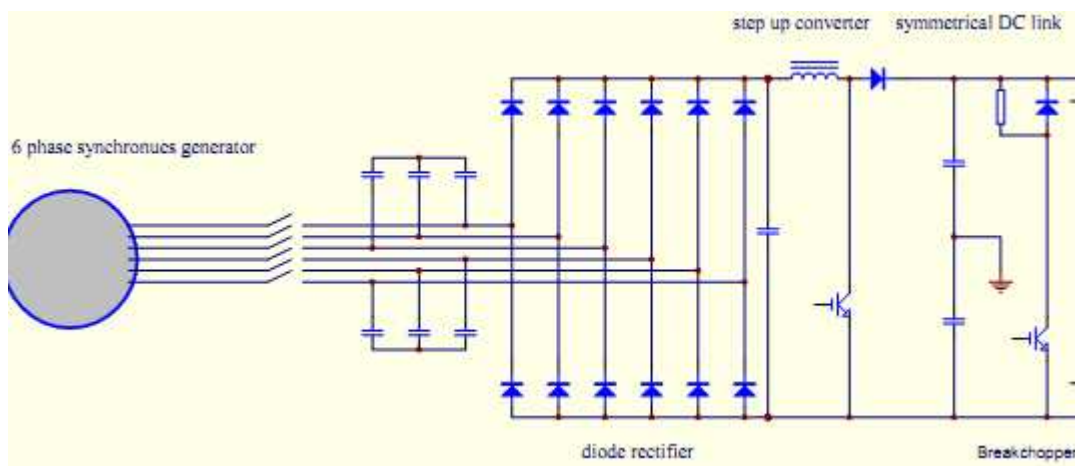 step up converter
symmetrical DC link
6 phase synchronues generator
diode rectifier
Breakchopper